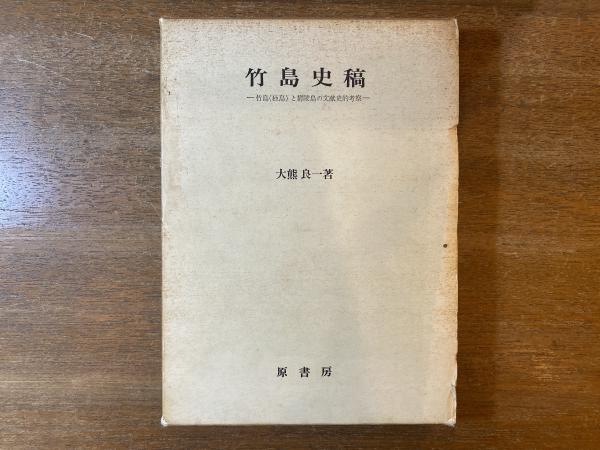 竹島史稿
―竹島(独島)と鬱陵島の文献史的考察―
大熊良一著
原書房